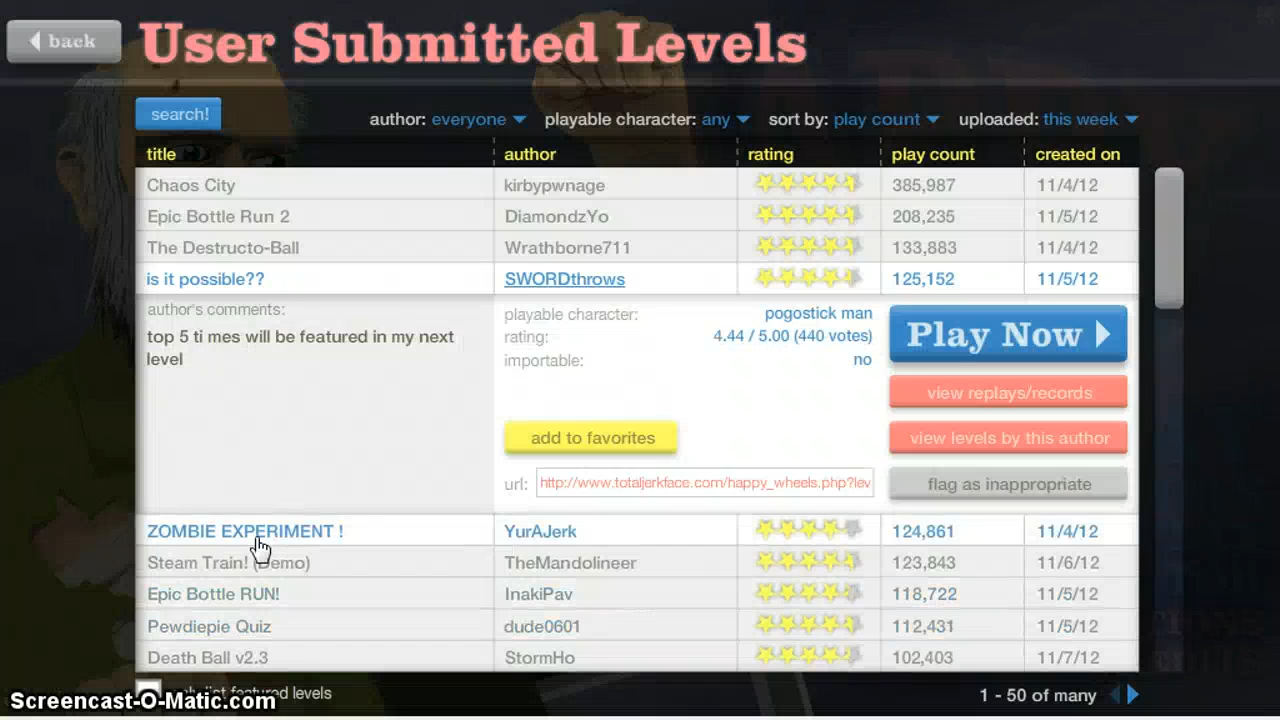 back
User Submitted Levels
search!
author: everyone playable character: any sort by: play count uploaded: this week
title author rating play count created on
Chaos City kirbypwnage 385,987 11/4/12
Epic Bottle Run 2 DiamondzYo 208,235 11/5/12
The Destructo-Ball Wrathborne711 133,883 11/4/12
is it possible?? SWORDthrows 125,152 11/5/12
author's comments:
top 5 ti mes will be featured in my next
level
playable character: pogostick man
rating: 4.44 / 5.00 (440 votes)
importable: no
add to favorites
url: http://www.totaljerkface.com/happy_wheels.php?lev
Play Now
view replays/records
view levels by this author
flag as inappropriate
ZOMBIE EXPERIMENT ! YurAJerk 124,861 11/4/12
Steam Train! (Demo) TheMandolineer 123,843 11/6/12
Epic Bottle RUN! InakiPav 118,722 11/5/12
Pewdiepie Quiz dude0601 112,431 11/5/12
Death Ball v2.3 StormHo 102,403 11/7/12
featured levels
1 - 50 of many
Screencast-O-Matic.com